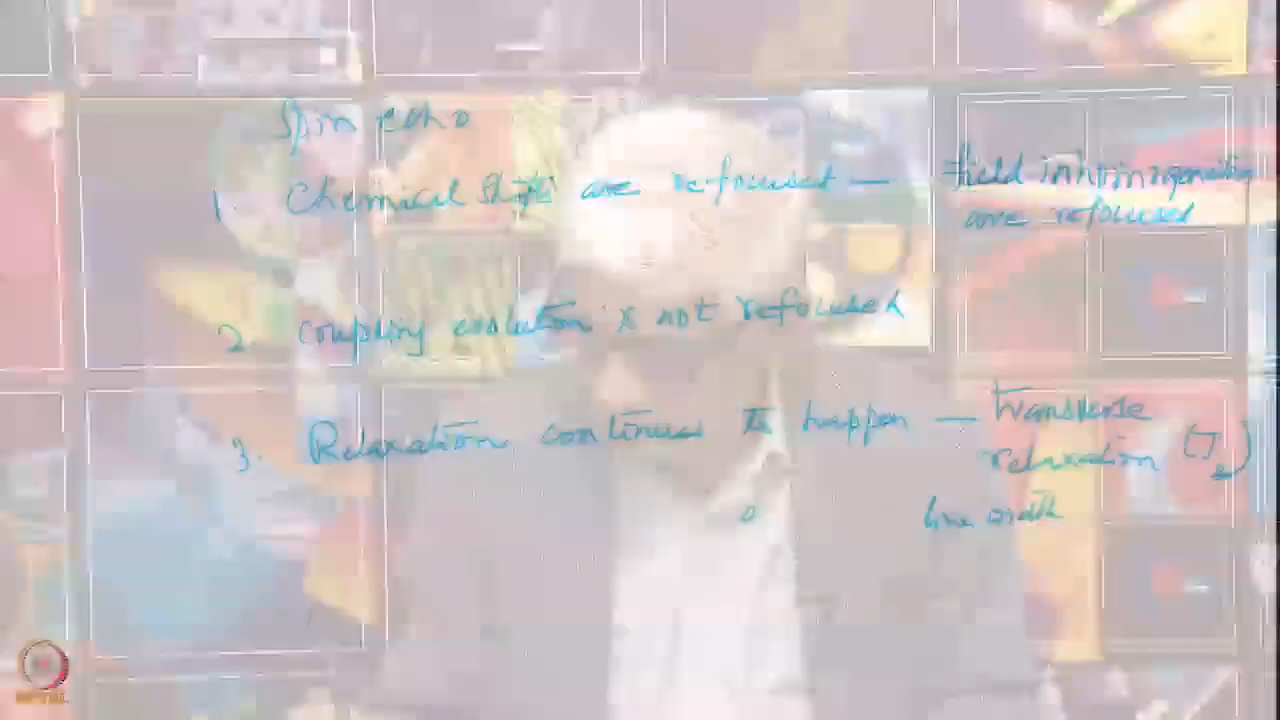 Spin echo
1. Chemical Shifts are refocused — field inhomogeneities
are refocused
2. coupling evolution is not refocused
3. Relaxation continues to happen — transverse
relaxation (T2)
line width